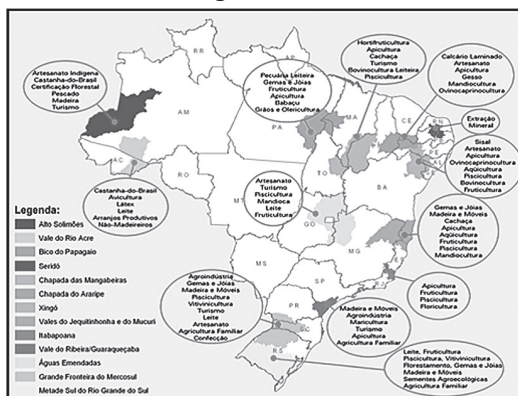 Artesanato Indígena
Castanha-do-Brasil
Certificação Florestal
Pescado
Madeira
Turismo
Pecuária Leiteira
Gemas e Jóias
Fruticultura
Apicultura
Babaçu
Grãos e Olericultura
Hortifruticultura
Apicultura
Cachaça
Turismo
Bovinocultura Leiteira
Piscicultura
Calcário Laminado
Artesanato
Apicultura
Gesso
Mandiocultura
Ovinocaprinocultura
Extração
Mineral
Sisal
Artesanato
Apicultura
Ovinocaprinocultura
Aqüicultura
Piscicultura
Bovinocultura
Fruticultura
Castanha-do-Brasil
Avicultura
Látex
Leite
Arranjos Produtivos
Não-Madeireiros
Artesanato
Turismo
Piscicultura
Mandioca
Leite
Fruticultura
Gemas e Jóias
Madeira e Móveis
Cachaça
Apicultura
Aqüicultura
Fruticultura
Piscicultura
Mandiocultura
Agroindústria
Gemas e Jóias
Madeira e Móveis
Piscicultura
Vitivinicultura
Turismo
Leite
Artesanato
Agricultura Familiar
Confecção
Madeira e Móveis
Agroindústria
Maricultura
Turismo
Apicultura
Agricultura Familiar
Apicultura
Fruticultura
Piscicultura
Floricultura
Leite, Fruticultura
Piscicultura, Vitivinicultura
Florestamento, Gemas e Jóias
Madeira e Móveis
Sementes Agroecológicas
Agricultura Familiar
RR
AP
AM
PA
MA
CE
RN
PE
AL
AC
RO
TO
BA
MT
GO
MG
MS
SP
PR
SC
RS
Legenda:
Alto Solimões
Vale do Rio Acre
Bico do Papagaio
Seridó
Chapada das Mangabeiras
Chapada do Araripe
Xingó
Vales do Jequitinhonha e do Mucuri
Itabapoana
Vale do Ribeira/Guaraqueçaba
Águas Emendadas
Grande Fronteira do Mercosul
Metade Sul do Rio Grande do Sul